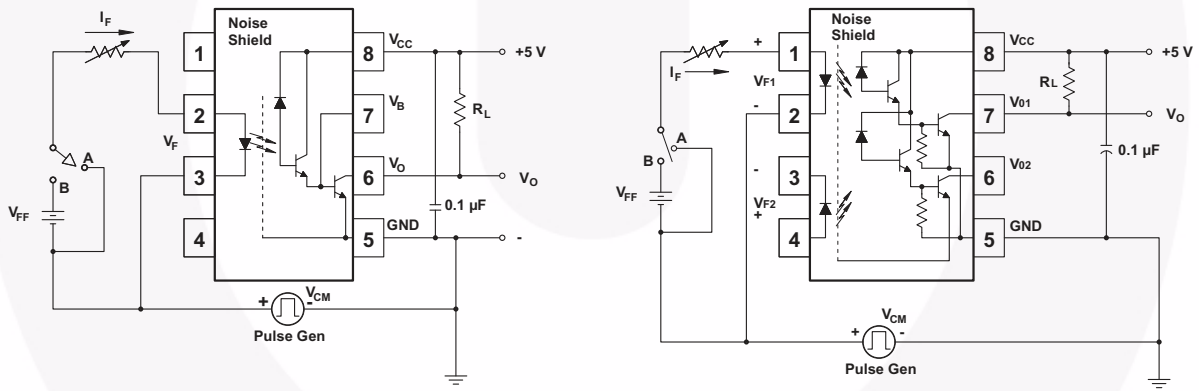 I_F
Noise
Shield
1
8
V_CC
+5 V
2
V_F
7
V_B
R_L
A
B
3
6
V_O
V_O
V_FF
0.1 µF
4
5
GND
-
+
V_CM
-
Pulse Gen
I_F
+
V_F1
-
Noise
Shield
1
8
V_CC
+5 V
R_L
2
7
V_01
V_O
A
B
0.1 µF
-
V_F2
+
3
6
V_02
V_FF
4
5
GND
+
V_CM
-
Pulse Gen